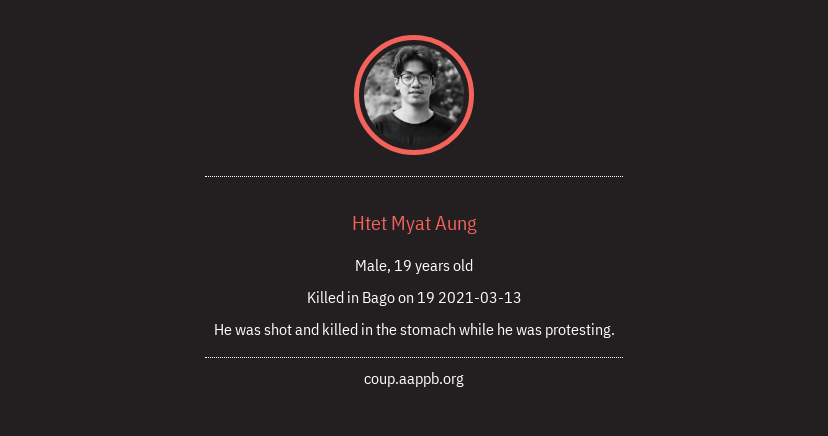 Htet Myat Aung
Male, 19 years old
Killed in Bago on 19 2021-03-13
He was shot and killed in the stomach while he was protesting.
coup.aappb.org